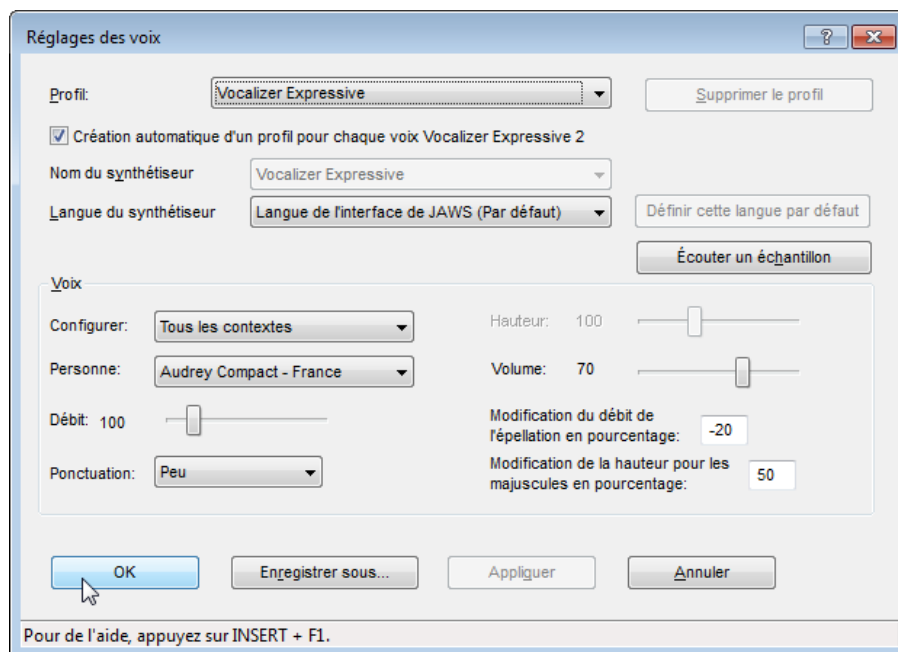 Réglages des voix
Profil: Vocalizer Expressive Supprimer le profil
Création automatique d'un profil pour chaque voix Vocalizer Expressive 2
Nom du synthétiseur Vocalizer Expressive
Langue du synthétiseur Langue de l'interface de JAWS (Par défaut) Définir cette langue par défaut
Écouter un échantillon
Voix
Configurer: Tous les contextes Hauteur: 100
Personne: Audrey Compact - France Volume: 70
Débit: 100
Modification du débit de
l'épellation en pourcentage: -20
Ponctuation: Peu
Modification de la hauteur pour les
majuscules en pourcentage: 50
OK Enregistrer sous... Appliquer Annuler
Pour de l'aide, appuyez sur INSERT + F1.